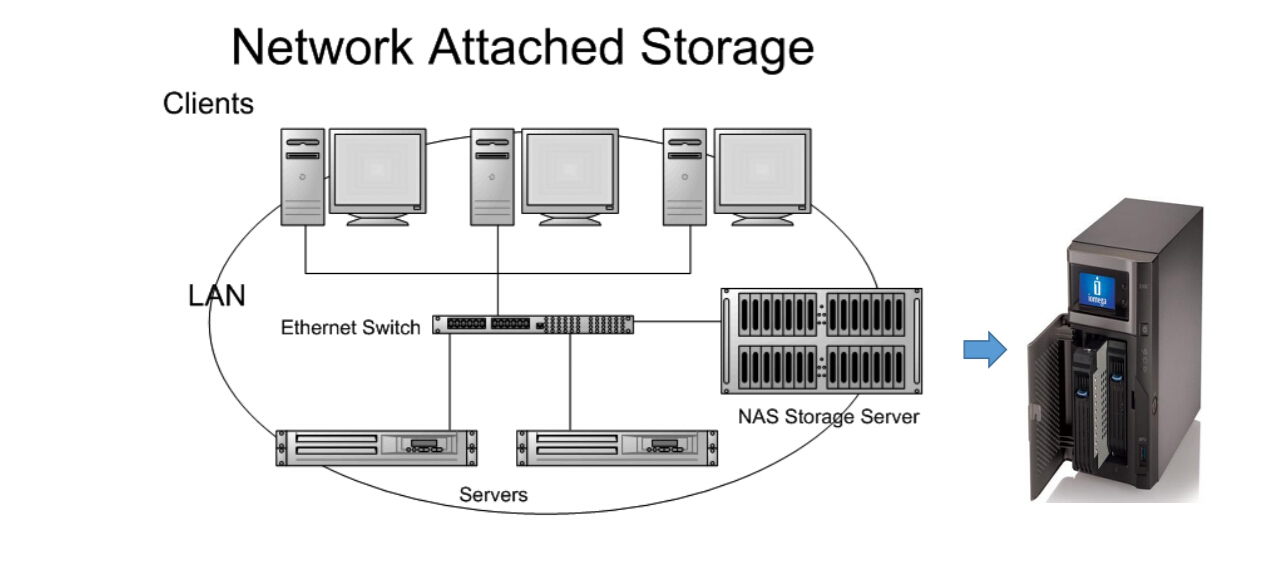 Network Attached Storage
Clients
LAN
Ethernet Switch
NAS Storage Server
Servers
iomega